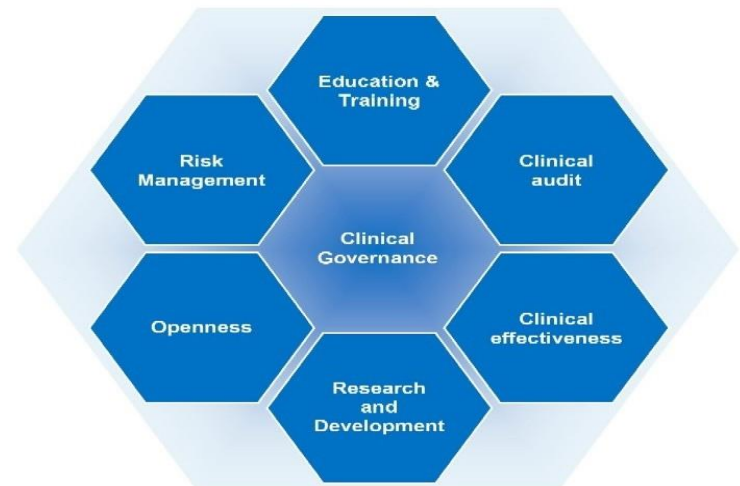 Education &
Training
Risk
Management
Clinical
audit
Clinical
Governance
Openness
Clinical
effectiveness
Research
and
Development